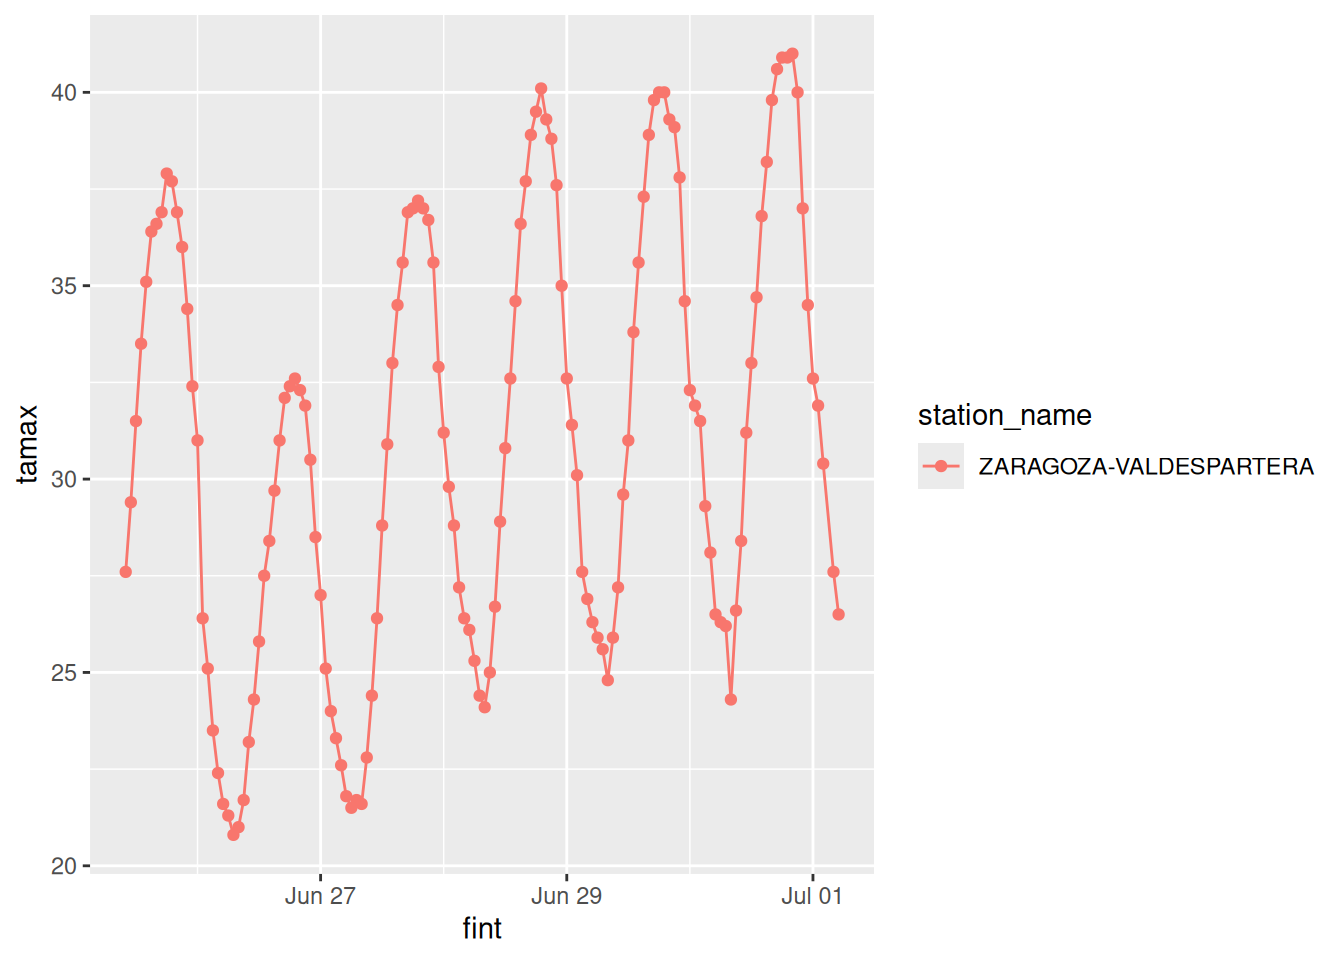 40
35
30
25
20
tamax
Jun 27
Jun 29
Jul 01
fint
station_name
ZARAGOZA-VALDESPARTERA